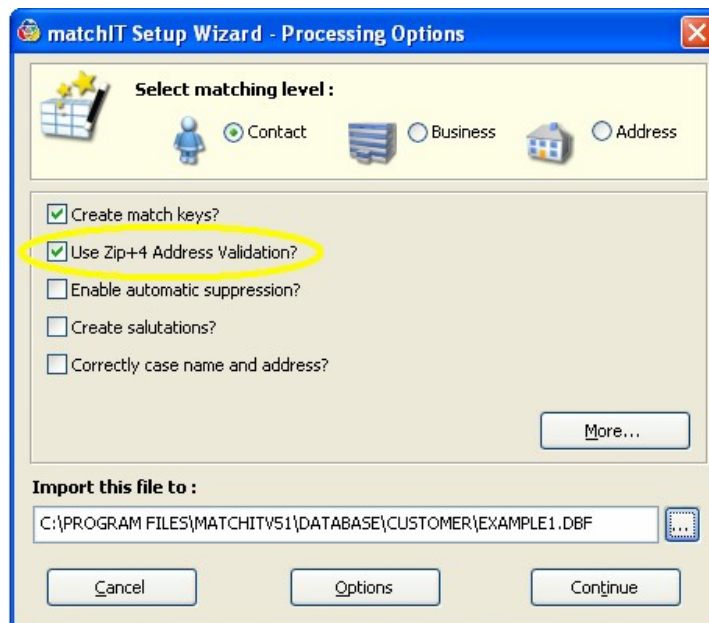 matchIT Setup Wizard - Processing Options
Select matching level :
Contact Business Address
Create match keys?
Use Zip+4 Address Validation?
Enable automatic suppression?
Create salutations?
Correctly case name and address?
More...
Import this file to :
C:\PROGRAM FILES\MATCHITV51\DATABASE\CUSTOMER\EXAMPLE1.DBF ...
Cancel Options Continue